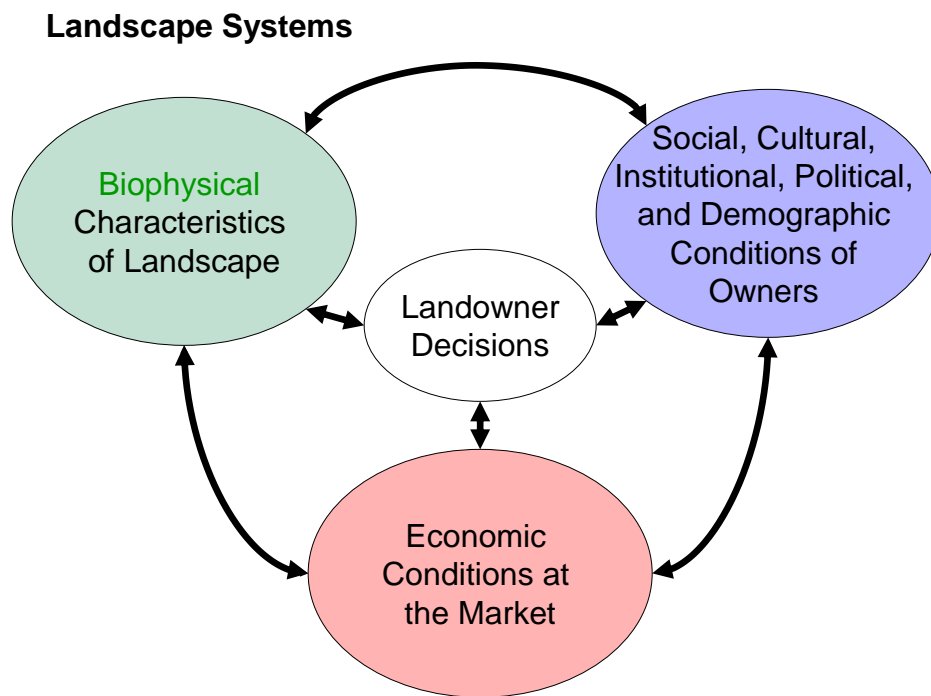 Landscape Systems
Biophysical
Characteristics
of Landscape
Social, Cultural,
Institutional, Political,
and Demographic
Conditions of
Owners
Landowner
Decisions
Economic
Conditions at
the Market